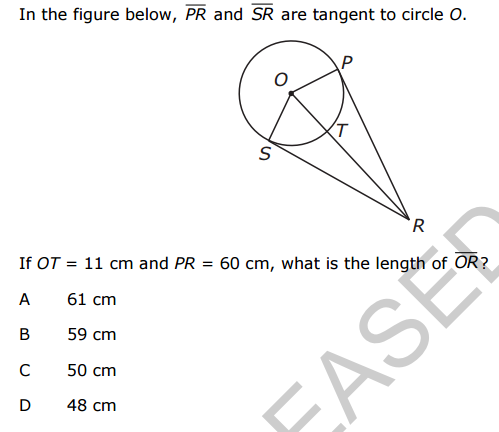 In the figure below, PR and SR are tangent to circle O.
P
O
T
S
R
If OT = 11 cm and PR = 60 cm, what is the length of OR?
A 61 cm
B 59 cm
C 50 cm
D 48 cm
EASED